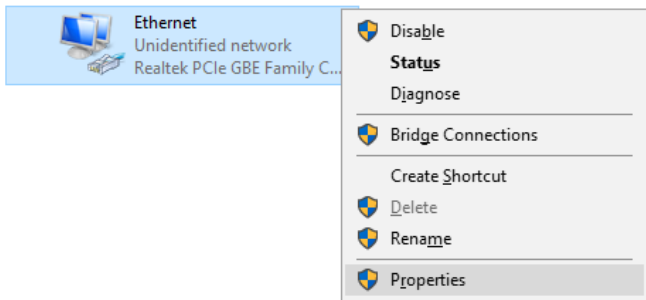 Ethernet
Unidentified network
Realtek PCIe GBE Family C...
Disable
Status
Diagnose
Bridge Connections
Create Shortcut
Delete
Rename
Properties